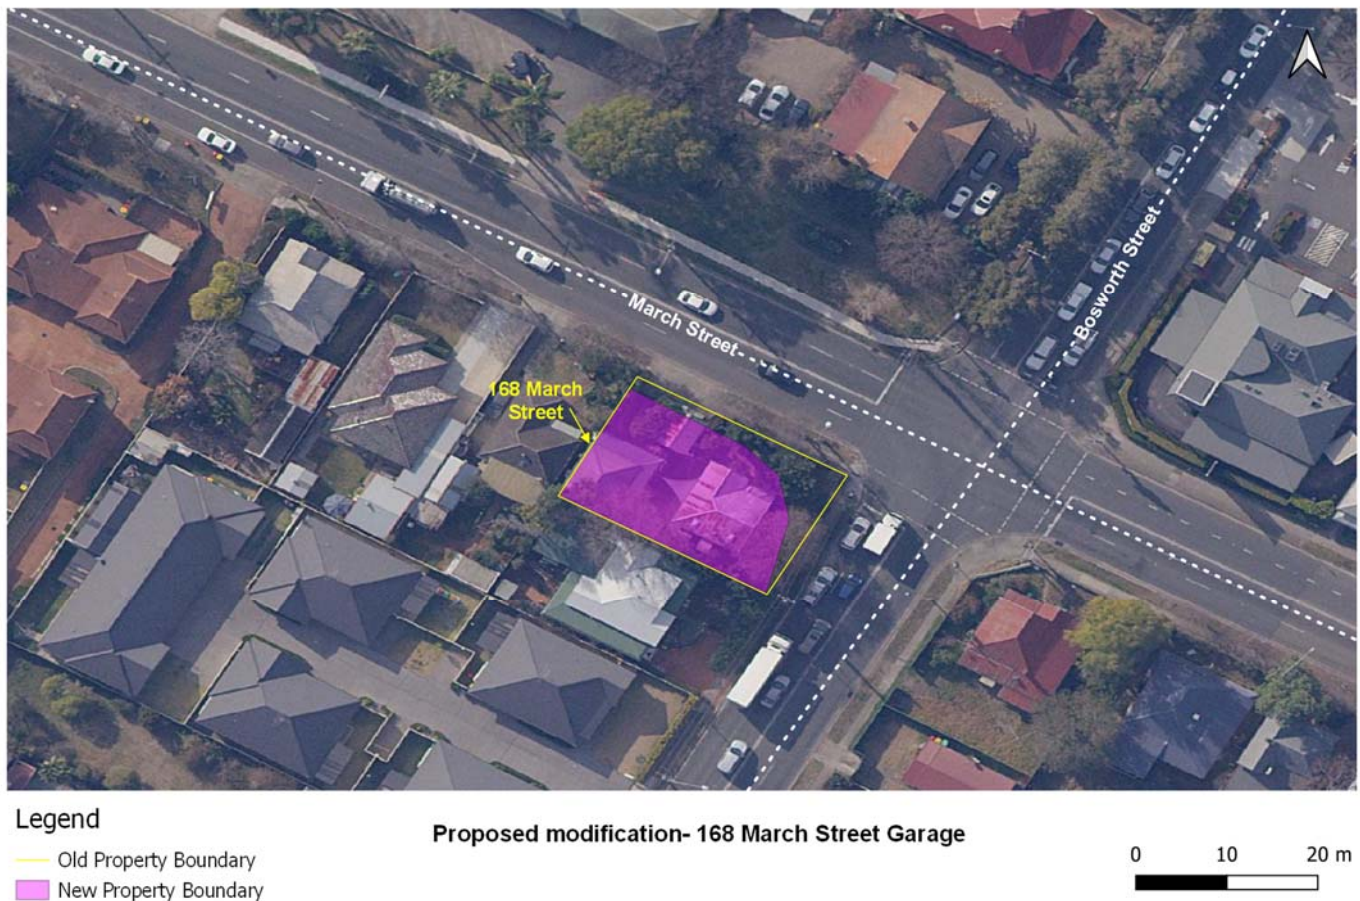 March Street
Bosworth Street
168 March
Street
Legend
Old Property Boundary
New Property Boundary
Proposed modification- 168 March Street Garage
0 10 20 m